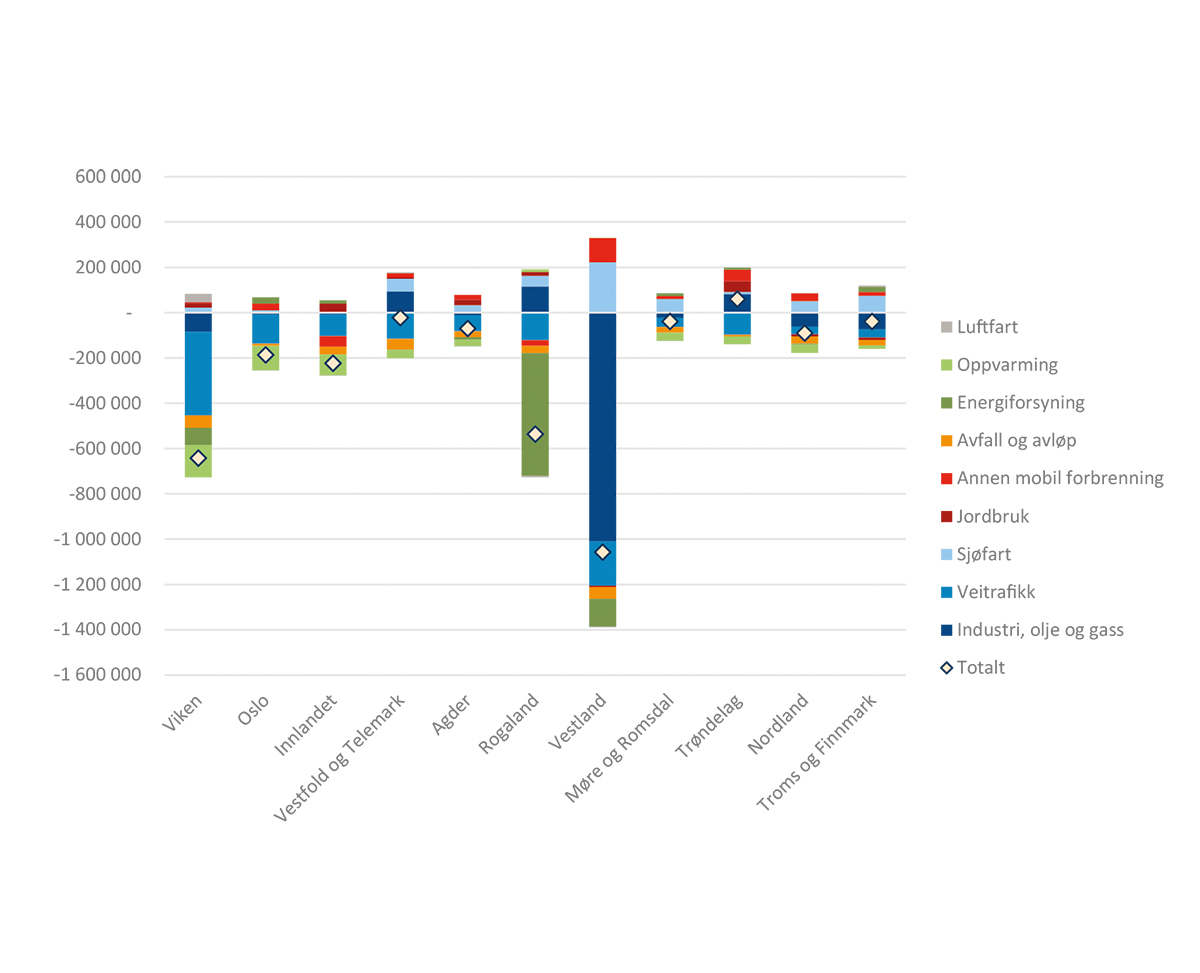 600 000
400 000
200 000
-
-200 000
-400 000
-600 000
-800 000
-1 000 000
-1 200 000
-1 400 000
-1 600 000
Viken
Oslo
Innlandet
Vestfold og Telemark
Agder
Rogaland
Vestland
Møre og Romsdal
Trøndelag
Nordland
Troms og Finnmark
Luftfart
Oppvarming
Energiforsyning
Avfall og avløp
Annen mobil forbrenning
Jordbruk
Sjøfart
Veitrafikk
Industri, olje og gass
Totalt